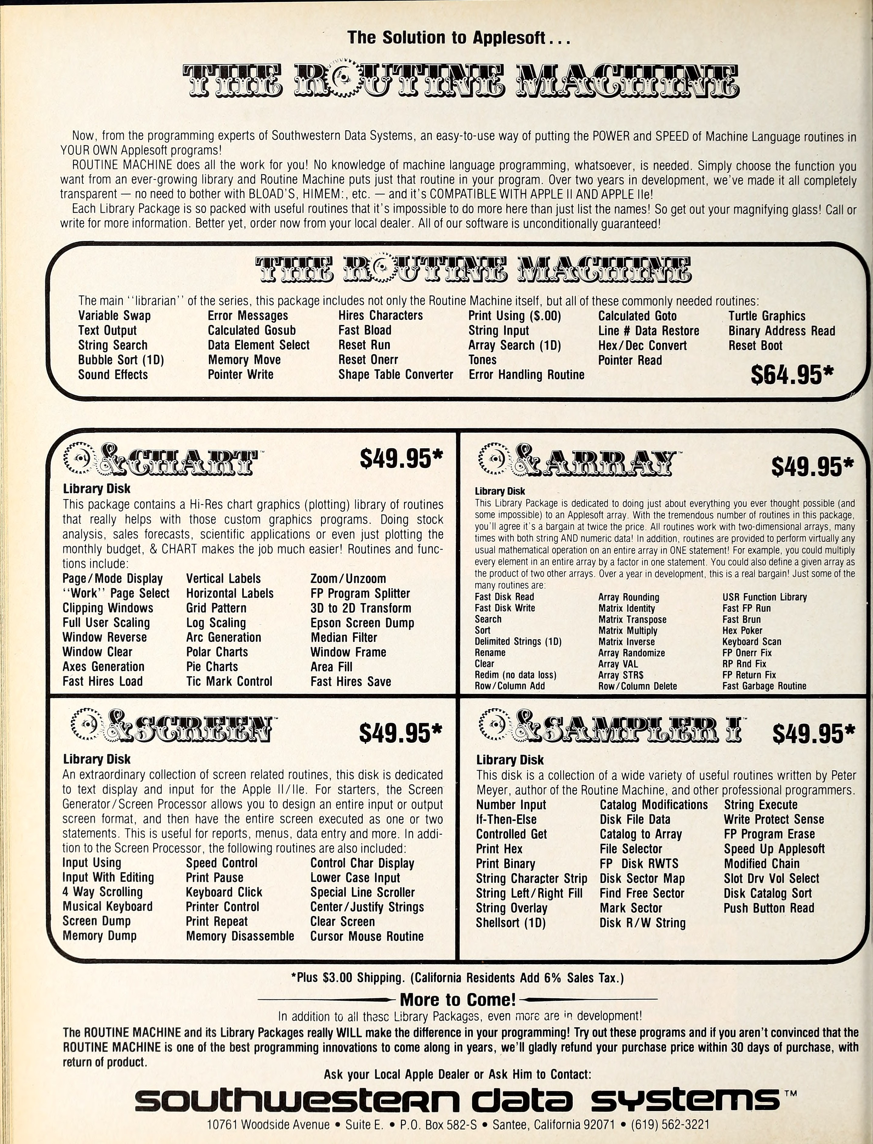 The Solution to Applesoft...
THE ROUTINE MACHINE
Now, from the programming experts of Southwestern Data Systems, an easy-to-use way of putting the POWER and SPEED of Machine Language routines in
YOUR OWN Applesoft programs!
ROUTINE MACHINE does all the work for you! No knowledge of machine language programming, whatsoever, is needed. Simply choose the function you
want from an ever-growing library and Routine Machine puts just that routine in your program. Over two years in development, we've made it all completely
transparent — no need to bother with BLOAD'S, HIMEM:, etc. — and it's COMPATIBLE WITH APPLE II AND APPLE IIe!
Each Library Package is so packed with useful routines that it's impossible to do more here than just list the names! So get out your magnifying glass! Call or
write for more information. Better yet, order now from your local dealer. All of our software is unconditionally guaranteed!
THE ROUTINE MACHINE
The main "librarian" of the series, this package includes not only the Routine Machine itself, but all of these commonly needed routines:
Variable Swap Error Messages Hires Characters Print Using ($.00) Calculated Goto Turtle Graphics
Text Output Calculated Gosub Fast Bload String Input Line # Data Restore Binary Address Read
String Search Data Element Select Reset Run Array Search (1D) Hex/Dec Convert Reset Boot
Bubble Sort (1D) Memory Move Reset Onerr Tones Pointer Read
Sound Effects Pointer Write Shape Table Converter Error Handling Routine
$64.95*
&CHART™ $49.95*
Library Disk
This package contains a Hi-Res chart graphics (plotting) library of routines
that really helps with those custom graphics programs. Doing stock
analysis, sales forecasts, scientific applications or even just plotting the
monthly budget, & CHART makes the job much easier! Routines and func-
tions include:
Page/Mode Display Vertical Labels Zoom/Unzoom
"Work" Page Select Horizontal Labels FP Program Splitter
Clipping Windows Grid Pattern 3D to 2D Transform
Full User Scaling Log Scaling Epson Screen Dump
Window Reverse Arc Generation Median Filter
Window Clear Polar Charts Window Frame
Axes Generation Pie Charts Area Fill
Fast Hires Load Tic Mark Control Fast Hires Save
&ARRAY™ $49.95*
Library Disk
This Library Package is dedicated to doing just about everything you ever thought possible (and
some impossible) to an Applesoft array. With the tremendous number of routines in this package,
you'll agree it's a bargain at twice the price. All routines work with two-dimensional arrays, many
times with both string AND numeric data! In addition, routines are provided to perform virtually any
usual mathematical operation on an entire array in ONE statement! For example, you could multiply
every element in an entire array by a factor in one statement. You could also define a given array as
the product of two other arrays. Over a year in development, this is a real bargain! Just some of the
many routines are:
Fast Disk Read Array Rounding USR Function Library
Fast Disk Write Matrix Identity Fast FP Run
Search Matrix Transpose Fast Brun
Sort Matrix Multiply Hex Poker
Delimited Strings (1D) Matrix Inverse Keyboard Scan
Rename Array Randomize FP Onerr Fix
Clear Array VAL RP Rnd Fix
Redim (no data loss) Array STR$ FP Return Fix
Row/Column Add Row/Column Delete Fast Garbage Routine
&SCREEN™ $49.95*
Library Disk
An extraordinary collection of screen related routines, this disk is dedicated
to text display and input for the Apple II/IIe. For starters, the Screen
Generator/Screen Processor allows you to design an entire input or output
screen format, and then have the entire screen executed as one or two
statements. This is useful for reports, menus, data entry and more. In addi-
tion to the Screen Processor, the following routines are also included:
Input Using Speed Control Control Char Display
Input With Editing Print Pause Lower Case Input
4 Way Scrolling Keyboard Click Special Line Scroller
Musical Keyboard Printer Control Center/Justify Strings
Screen Dump Print Repeat Clear Screen
Memory Dump Memory Disassemble Cursor Mouse Routine
&SAMPLER I™ $49.95*
Library Disk
This disk is a collection of a wide variety of useful routines written by Peter
Meyer, author of the Routine Machine, and other professional programmers.
Number Input Catalog Modifications String Execute
If-Then-Else Disk File Data Write Protect Sense
Controlled Get Catalog to Array FP Program Erase
Print Hex File Selector Speed Up Applesoft
Print Binary FP Disk RWTS Modified Chain
String Character Strip Disk Sector Map Slot Drv Vol Select
String Left/Right Fill Find Free Sector Disk Catalog Sort
String Overlay Mark Sector Push Button Read
Shellsort (1D) Disk R/W String
*Plus $3.00 Shipping. (California Residents Add 6% Sales Tax.)
More to Come!
In addition to all these Library Packages, even more are in development!
The ROUTINE MACHINE and its Library Packages really WILL make the difference in your programming! Try out these programs and if you aren't convinced that the
ROUTINE MACHINE is one of the best programming innovations to come along in years, we'll gladly refund your purchase price within 30 days of purchase, with
return of product.
Ask your Local Apple Dealer or Ask Him to Contact:
southwestern data systems™
10761 Woodside Avenue • Suite E. • P.O. Box 582-S • Santee, California 92071 • (619) 562-3221